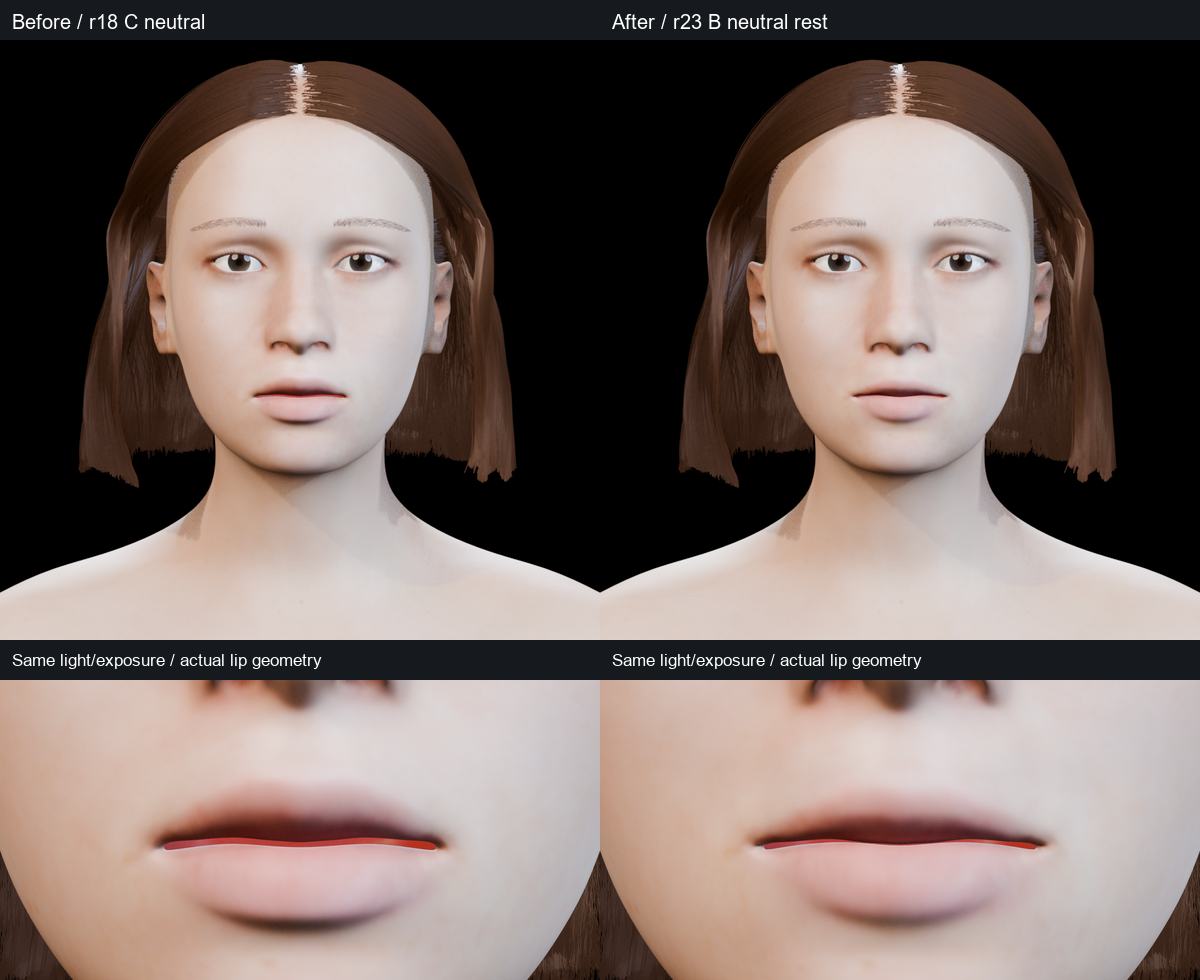 Before / r18 C neutral
After / r23 B neutral rest
Same light/exposure / actual lip geometry
Same light/exposure / actual lip geometry